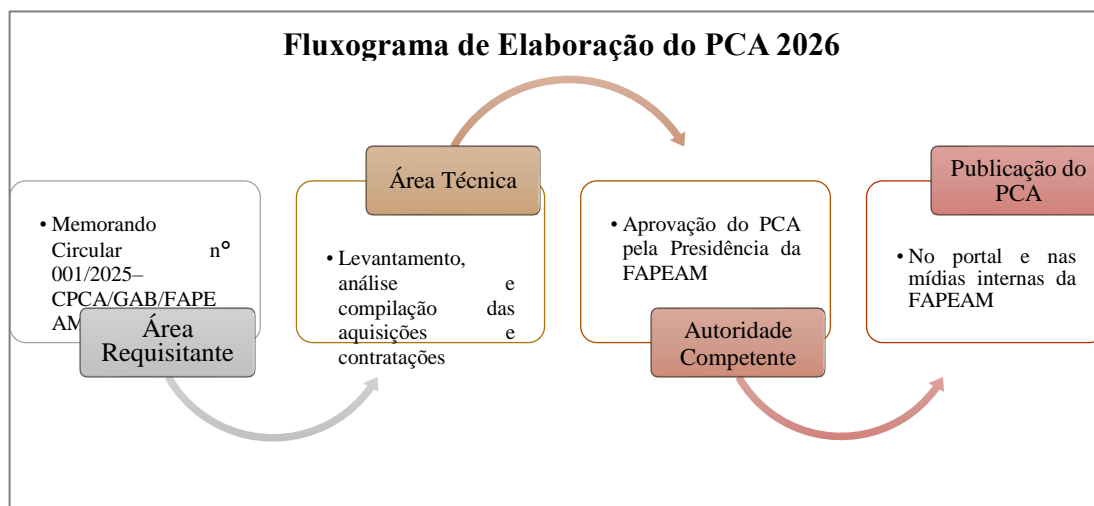 Fluxograma de Elaboração do PCA 2026
• Memorando
Circular nº
001/2025–
CPCA/GAB/FAPE
AM
Área
Requisitante
Área Técnica
• Levantamento,
análise e
compilação das
aquisições e
contratações
• Aprovação do PCA
pela Presidência da
FAPEAM
Autoridade
Competente
Publicação do
PCA
• No portal e nas
mídias internas da
FAPEAM